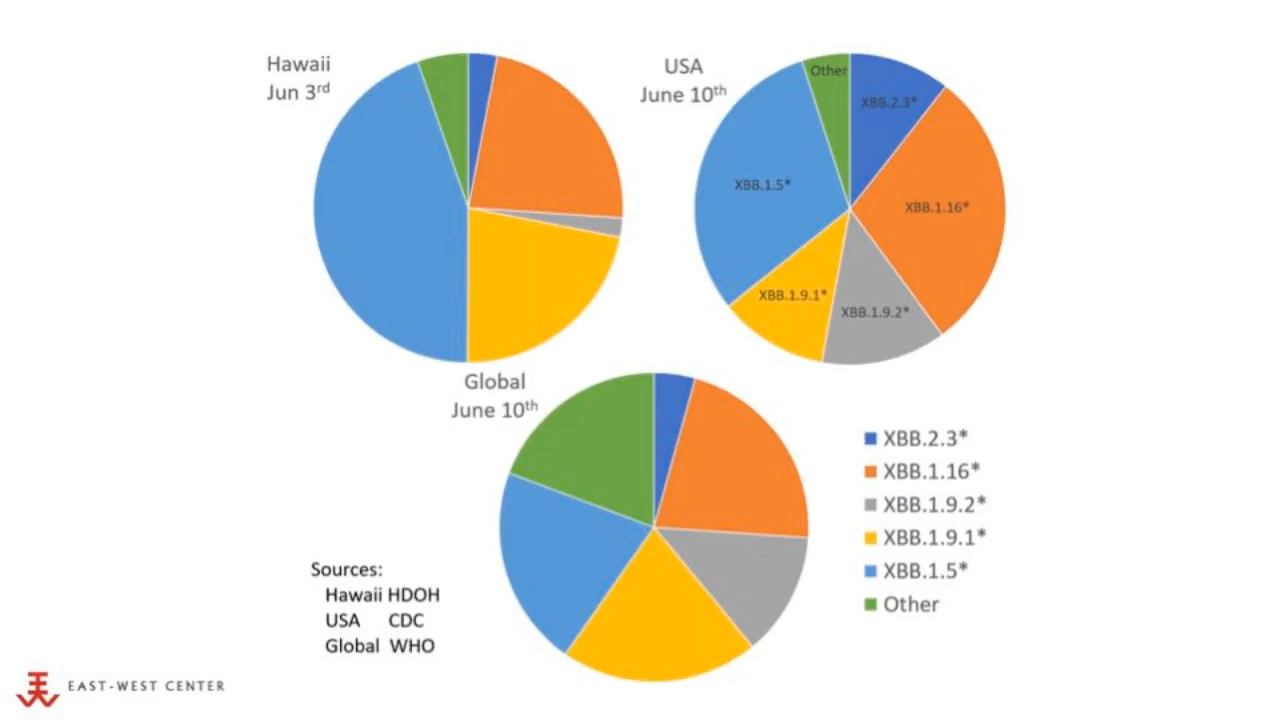 Hawaii
Jun 3rd
USA
June 10th
Other
XBB.2.3*
XBB.1.5*
XBB.1.16*
XBB.1.9.1*
XBB.1.9.2*
Global
June 10th
XBB.2.3*
XBB.1.16*
XBB.1.9.2*
XBB.1.9.1*
XBB.1.5*
Other
Sources:
Hawaii HDOH
USA CDC
Global WHO
EAST-WEST CENTER